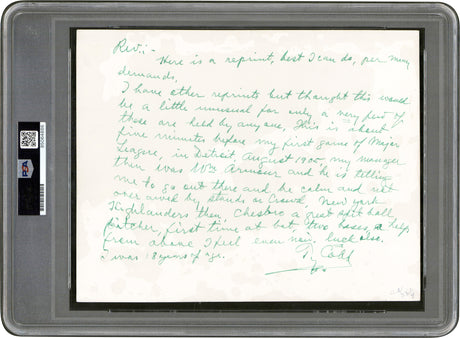 Rev:-
Here is a reprint, best I can do, per many
demands,
I have other reprints but thought this would
be a little unusual for only a very few of
these are held by anyone, This is about
five minutes before my first game of Major
League, in Detroit August 1905, my manager
then was Wm Armour and he is telling
me to go out there and be calm and not
over awed by stands or crowd, New York
Highlanders then, Chesbro a great spit ball
pitcher, first time at bat, two bases, a help
from above I feel even now, luck also.
I was 18 years of age.
Ty Cobb
PSA